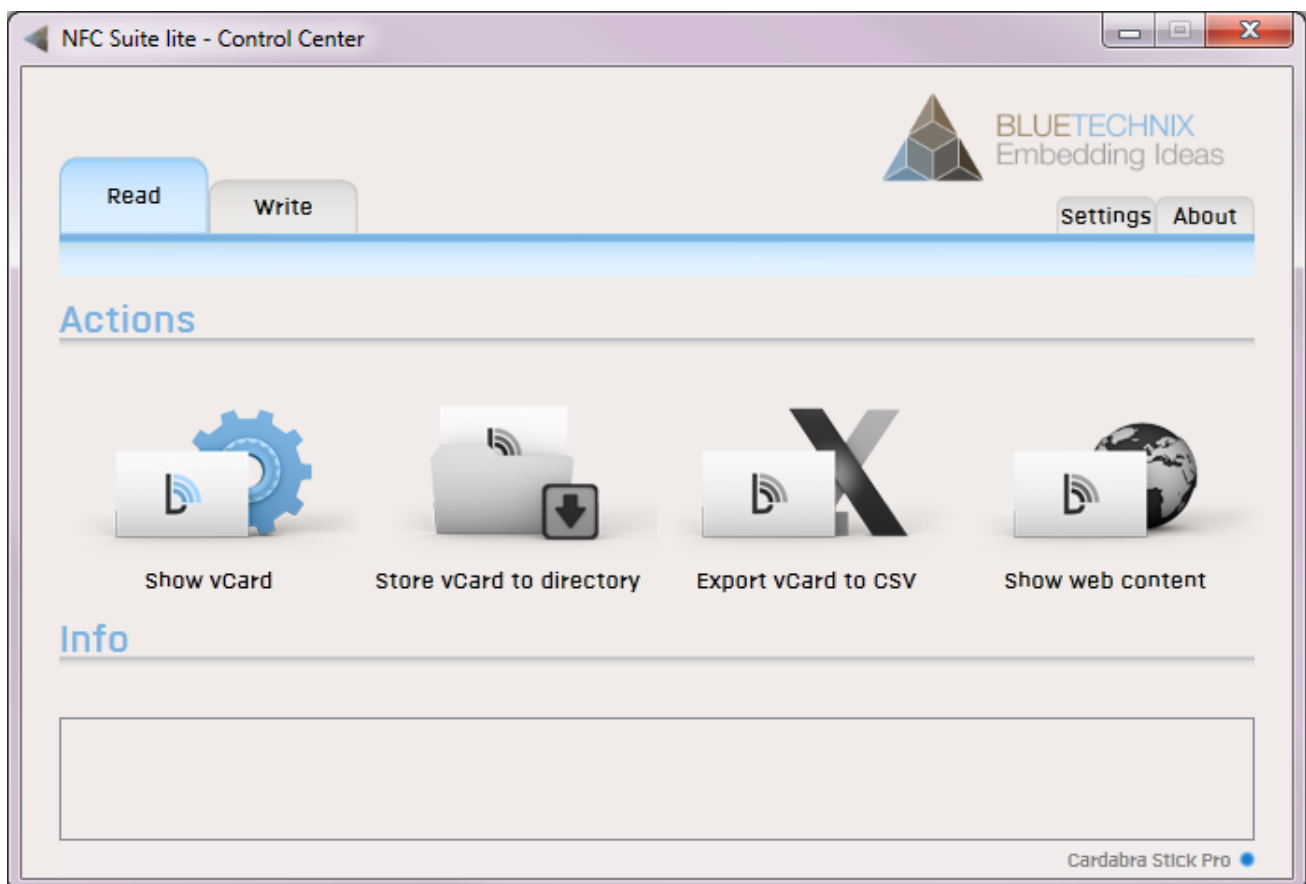 NFC Suite lite - Control Center
BLUETECHNIX
Embedding Ideas
Read
Write
Settings
About
Actions
Show vCard
Store vCard to directory
Export vCard to CSV
Show web content
Info
Cardabra Stick Pro